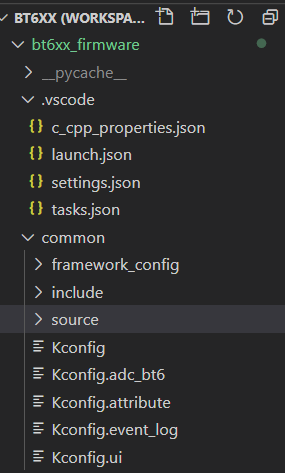 BT6XX (WORKSPA...
bt6xx_firmware
__pycache__
.vscode
{} c_cpp_properties.json
{} launch.json
{} settings.json
{} tasks.json
common
framework_config
include
source
Kconfig
Kconfig.adc_bt6
Kconfig.attribute
Kconfig.event_log
Kconfig.ui